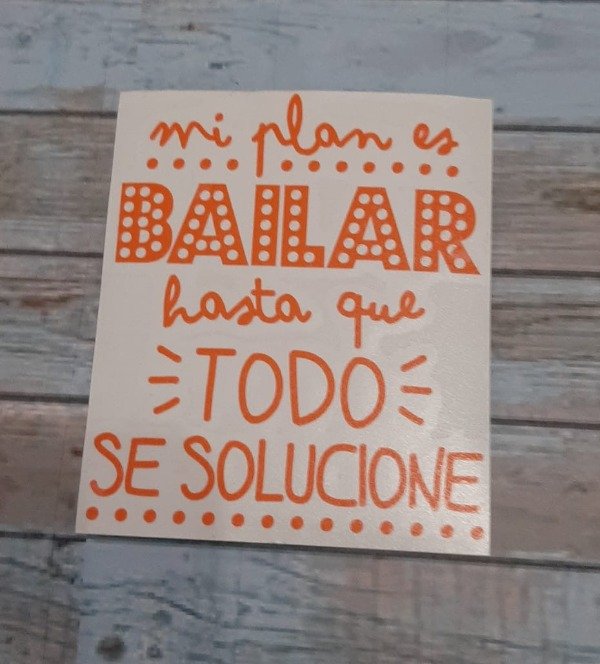 mi plan es
BAILAR
hasta que
TODO
SE SOLUCIONE